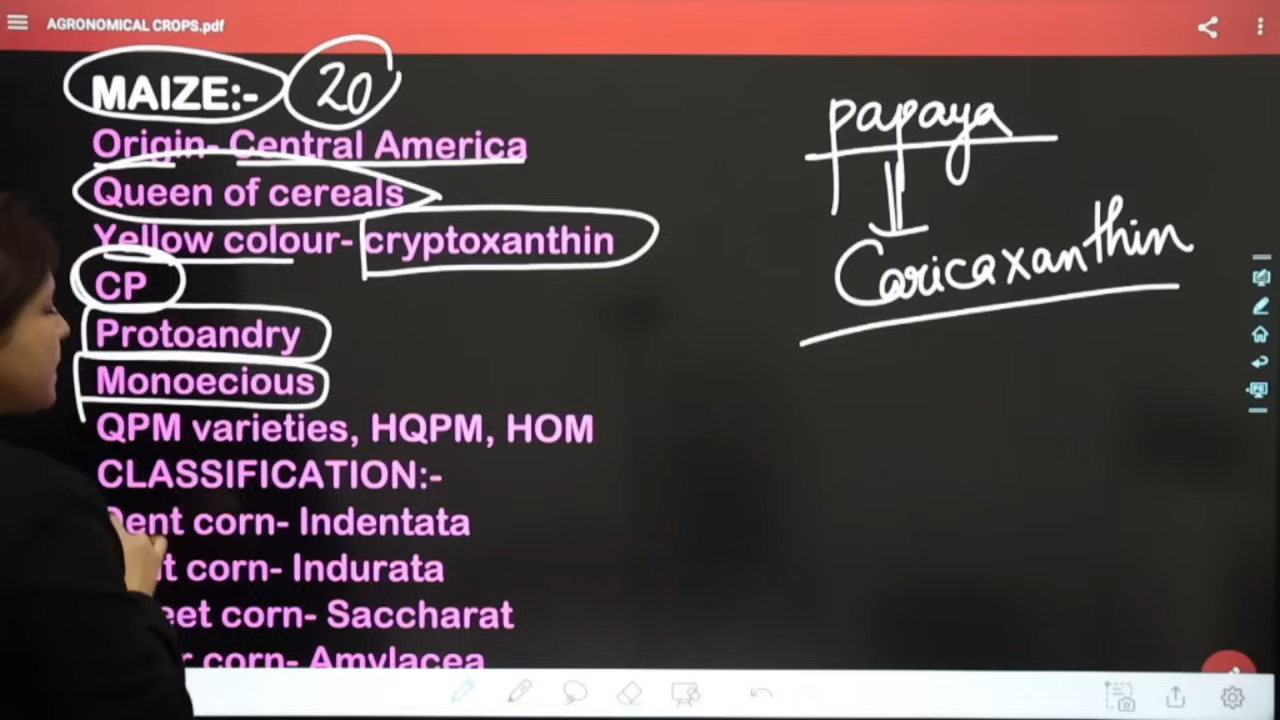 AGRONOMICAL CROPS.pdf
MAIZE:- 20
Origin- Central America
Queen of cereals
Yellow colour- cryptoxanthin
CP
Protoandry
Monoecious
QPM varieties, HQPM, HOM
CLASSIFICATION:-
Dent corn- Indentata
corn- Indurata
corn- Saccharat
corn- Amylacea
papaya
Caricaxanthin